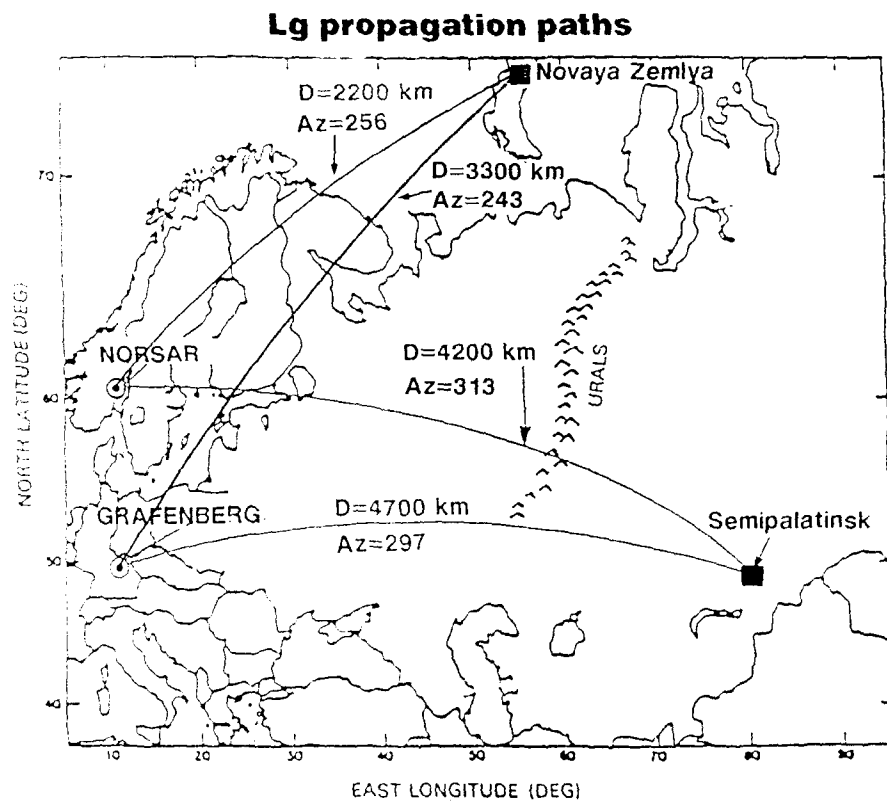 Lg propagation paths
Novaya Zemlya
D=2200 km
Az=256
D=3300 km
Az=243
70
NORSAR
D=4200 km
Az=313
URALS
60
NORTH LATITUDE (DEG)
GRAFENBERG
D=4700 km
Az=297
Semipalatinsk
50
40
10 20 30 40 50 60 70 80 90
EAST LONGITUDE (DEG)